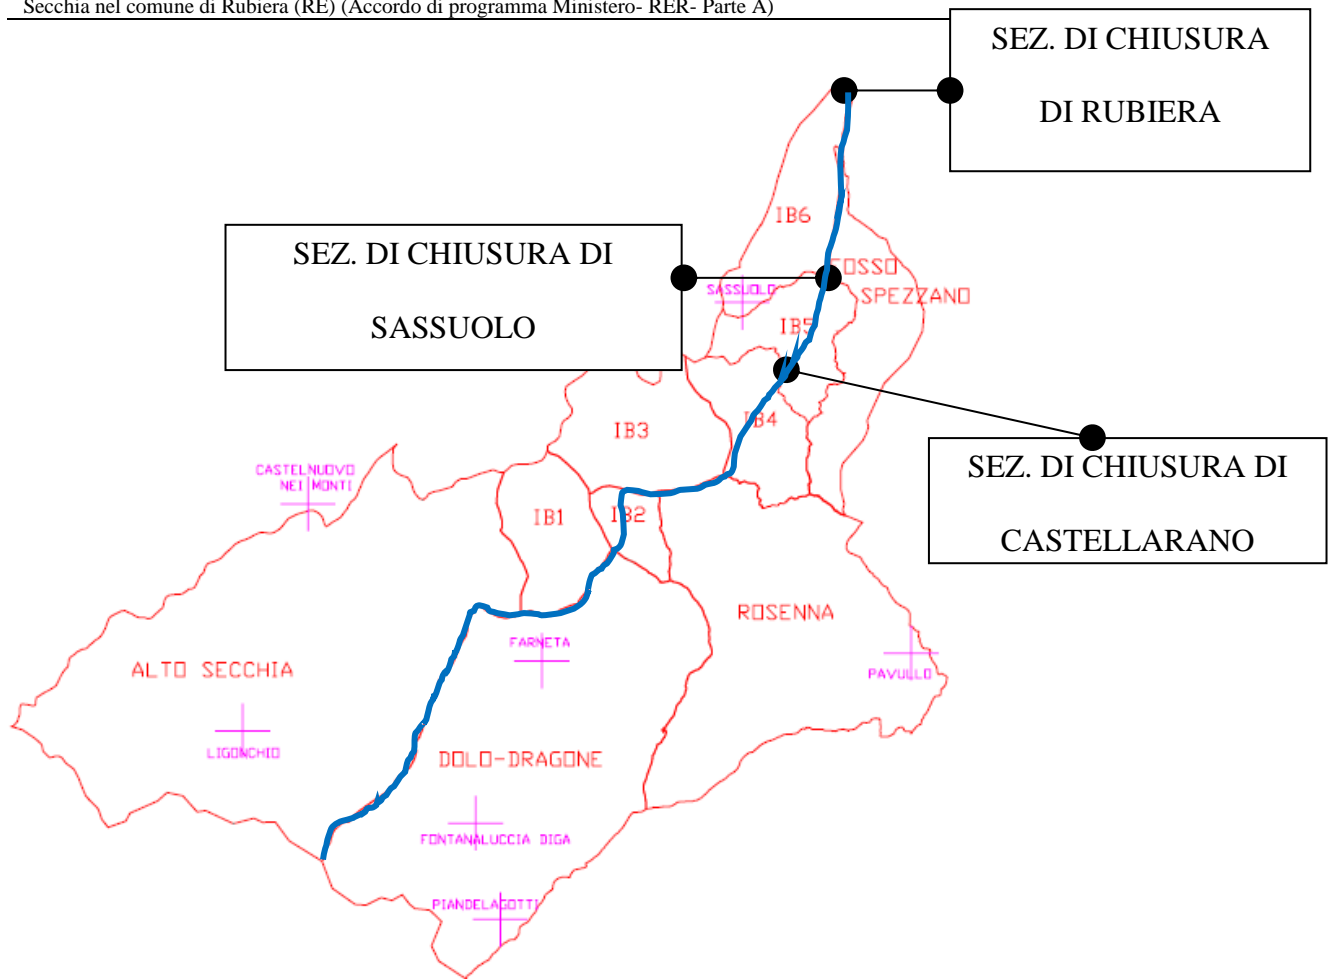 Secchia nel comune di Rubiera (RE) (Accordo di programma Ministero- RER- Parte A)
SEZ. DI CHIUSURA
DI RUBIERA
IB6
SEZ. DI CHIUSURA DI
SASSUOLO
FOSSO
SPEZZANO
SASSUOLO
IB5
IB4
IB3
SEZ. DI CHIUSURA DI
CASTELLARANO
CASTELNUOVO
NEI MONTI
IB1
IB2
ROSENNA
FARNETA
ALTO SECCHIA
PAVULLO
LIGONCHIO
DOLO-DRAGONE
FONTANALUCCIA DIGA
PIANDELAGOTTI